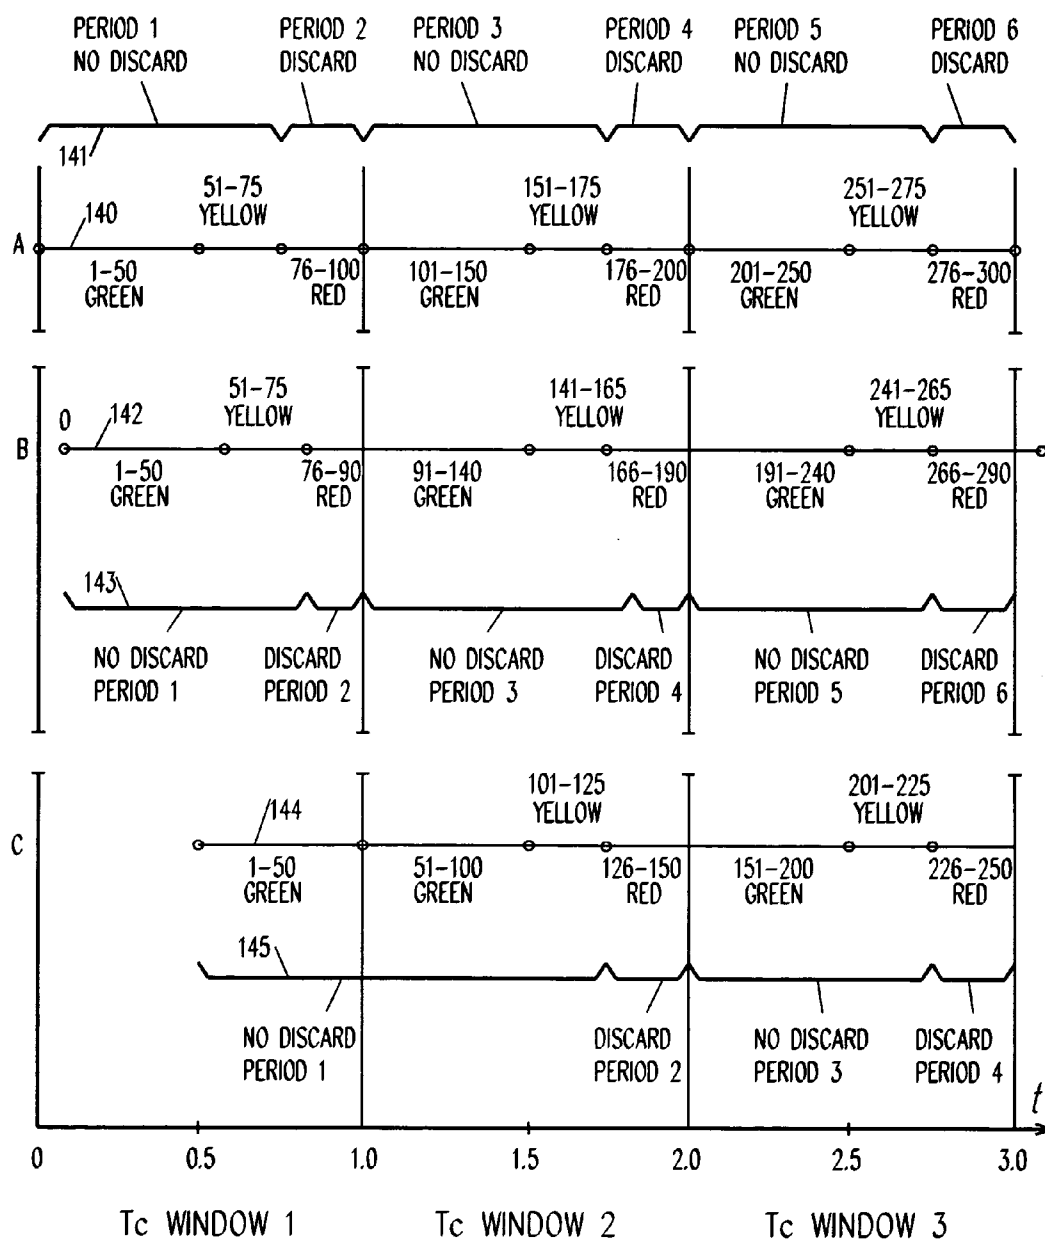 PERIOD 1 PERIOD 2 PERIOD 3 PERIOD 4 PERIOD 5 PERIOD 6
NO DISCARD DISCARD NO DISCARD DISCARD NO DISCARD DISCARD
141
51-75 151-175 251-275
YELLOW YELLOW YELLOW
140
A
1-50 76-100 101-150 176-200 201-250 276-300
GREEN RED GREEN RED GREEN RED
51-75 141-165 241-265
YELLOW YELLOW YELLOW
0 142
B
1-50 76-90 91-140 166-190 191-240 266-290
GREEN RED GREEN RED GREEN RED
143
NO DISCARD DISCARD NO DISCARD DISCARD NO DISCARD DISCARD
PERIOD 1 PERIOD 2 PERIOD 3 PERIOD 4 PERIOD 5 PERIOD 6
101-125 201-225
YELLOW YELLOW
144
C
1-50 51-100 126-150 151-200 226-250
GREEN GREEN RED GREEN RED
145
NO DISCARD DISCARD NO DISCARD DISCARD
PERIOD 1 PERIOD 2 PERIOD 3 PERIOD 4
t
0 0.5 1.0 1.5 2.0 2.5 3.0
Tc WINDOW 1 Tc WINDOW 2 Tc WINDOW 3